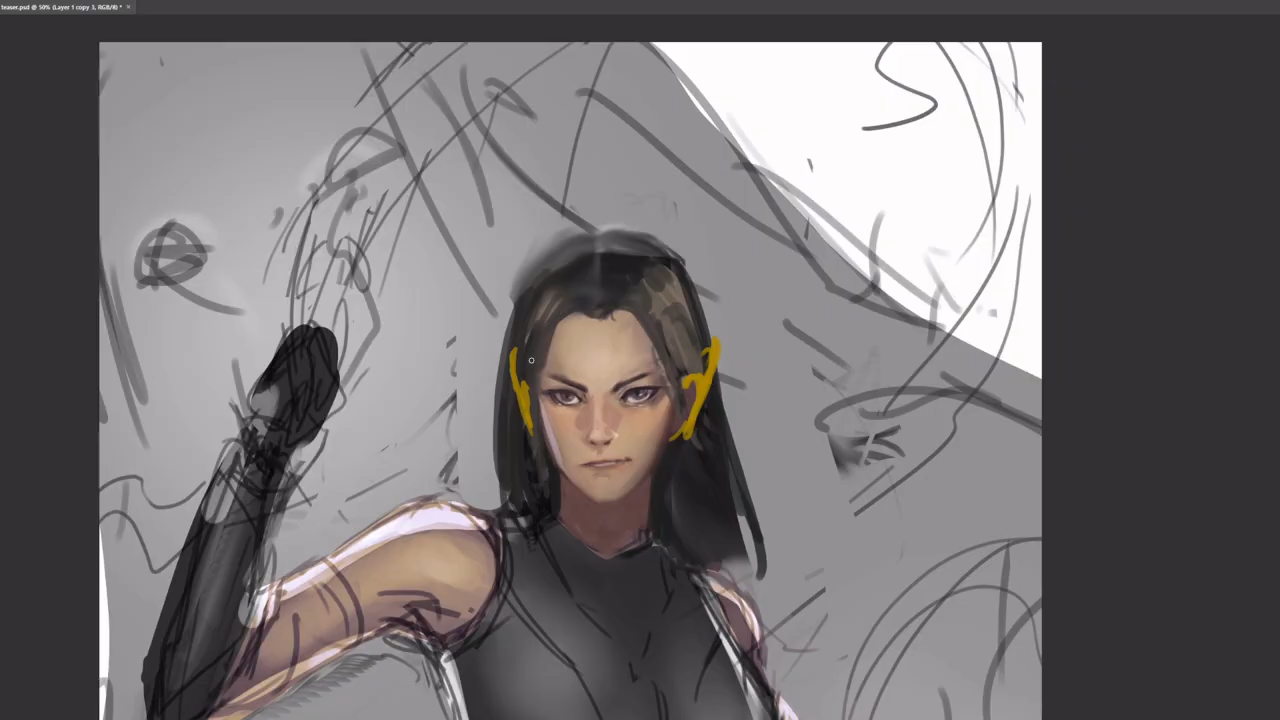 teaser.psd @ 50% (Layer 1 copy 3, RGB/8) * ×